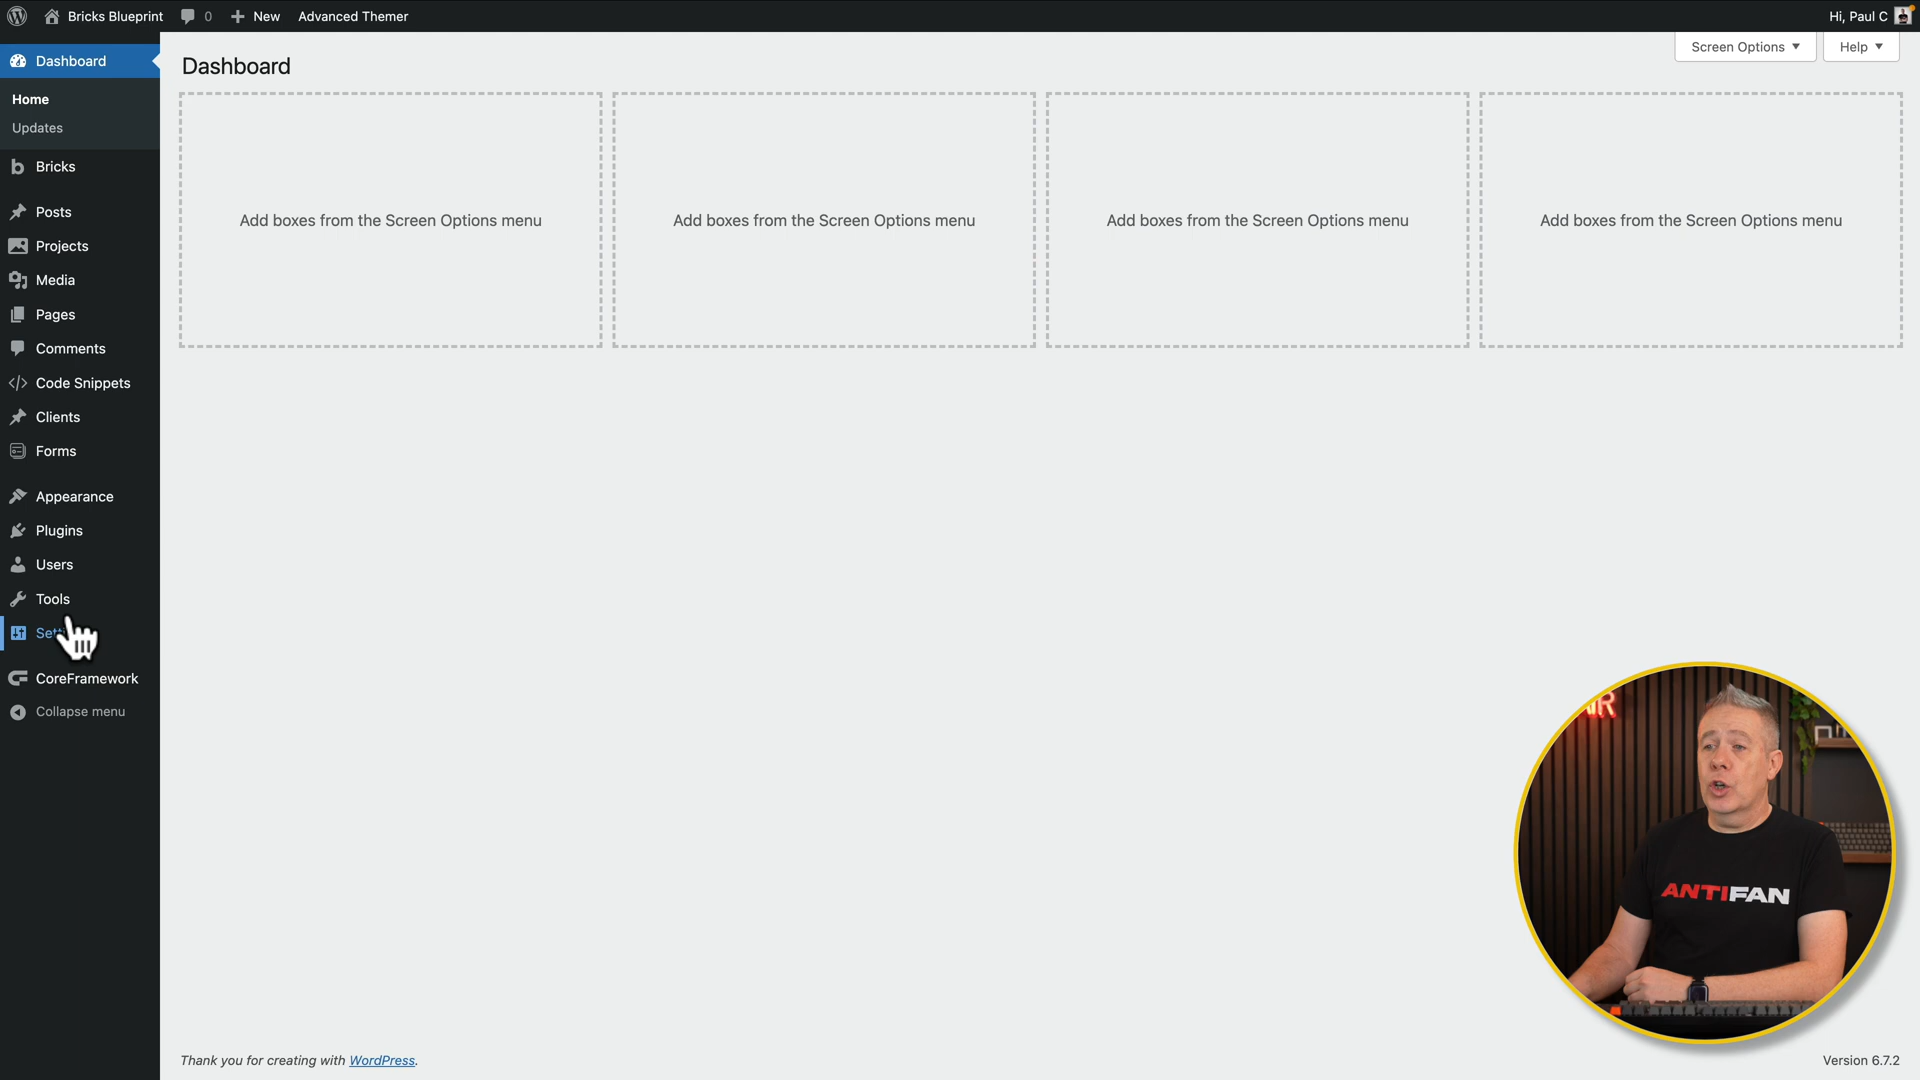 Bricks Blueprint
0
New
Advanced Themer
Hi, Paul C
Screen Options
Help
Dashboard
Home
Updates
Bricks
Posts
Projects
Media
Pages
Comments
Code Snippets
Clients
Forms
Appearance
Plugins
Users
Tools
CoreFramework
Collapse menu
Dashboard
Add boxes from the Screen Options menu
Add boxes from the Screen Options menu
Add boxes from the Screen Options menu
Add boxes from the Screen Options menu
ANTIFAN
Thank you for creating with WordPress.
Version 6.7.2